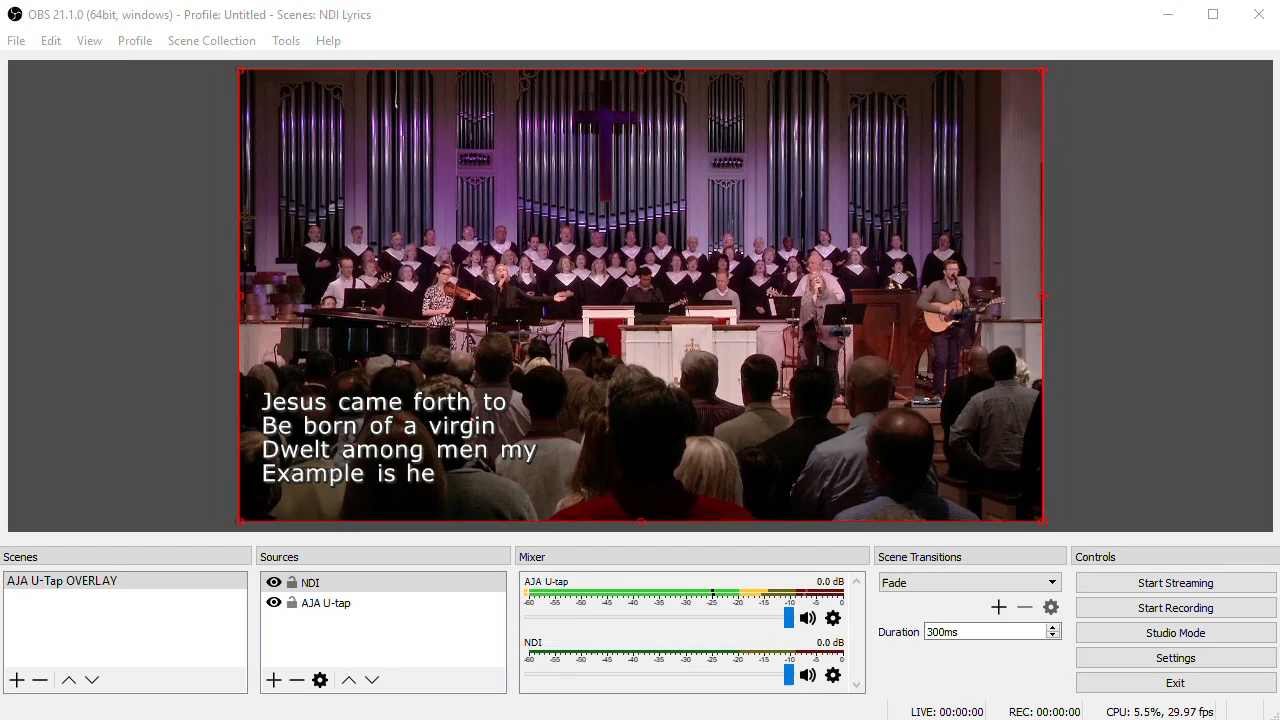 OBS 21.1.0 (64bit, windows) - Profile: Untitled - Scenes: NDI Lyrics
File Edit View Profile Scene Collection Tools Help
Jesus came forth to
Be born of a virgin
Dwelt among men my
Example is he
Scenes
AJA U-Tap OVERLAY
Sources
NDI
AJA U-tap
Mixer
AJA U-tap 0.0 dB
-60 -55 -50 -45 -40 -35 -30 -25 -20 -15 -10 -5 0
NDI 0.0 dB
-60 -55 -50 -45 -40 -35 -30 -25 -20 -15 -10 -5 0
Scene Transitions
Fade
Duration 300ms
Controls
Start Streaming
Start Recording
Studio Mode
Settings
Exit
LIVE: 00:00:00 REC: 00:00:00 CPU: 5.5%, 29.97 fps